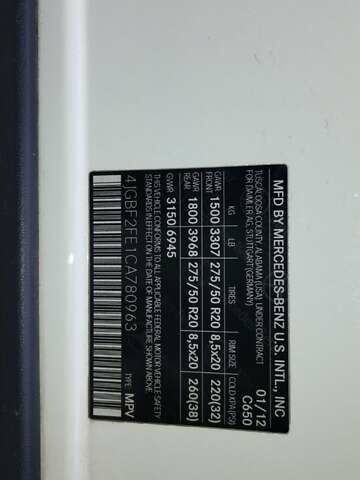 MFD BY MERCEDES-BENZ U.S. INTL., INC
TUSCALOOSA COUNTY, ALABAMA (USA) UNDER CONTRACT 01/12
FOR DAIMLER AG, STUTTGART (GERMANY) C650
KG LB TIRES RIM SIZE COLD KPA (PSI)
GAWR FRONT 1500 3307 275/50 R20 8,5x20 220(32)
GAWR REAR 1800 3968 275/50 R20 8,5x20 260(38)
GVWR 3150 6945
THIS VEHICLE CONFORMS TO ALL APPLICABLE FEDERAL MOTOR VEHICLE SAFETY AND
THEFT PREVENTION STANDARDS IN EFFECT ON THE DATE OF MANUFACTURE SHOWN ABOVE.
4JGBF2FE1CA780963 TYPE MPV